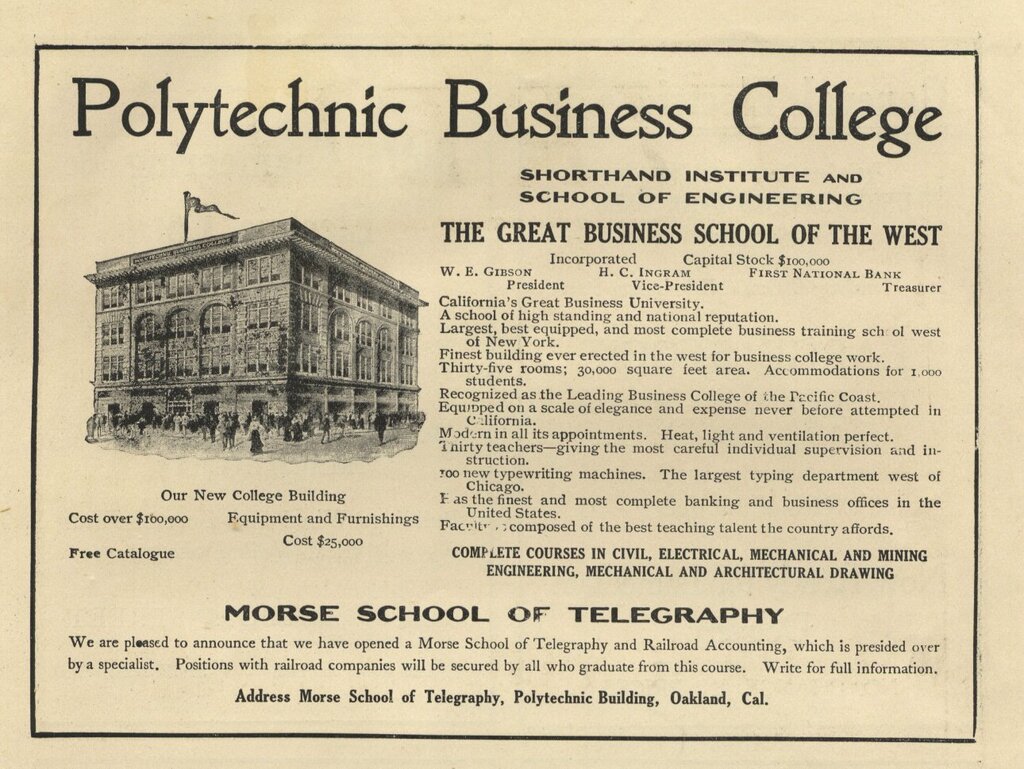 Polytechnic Business College
SHORTHAND INSTITUTE AND
SCHOOL OF ENGINEERING
THE GREAT BUSINESS SCHOOL OF THE WEST
Incorporated Capital Stock $100,000
W. E. GIBSON H. C. INGRAM FIRST NATIONAL BANK
President Vice-President Treasurer
California's Great Business University.
A school of high standing and national reputation.
Largest, best equipped, and most complete business training sch ol west
of New York.
Finest building ever erected in the west for business college work.
Thirty-five rooms; 30,000 square feet area. Accommodations for 1,000
students.
Recognized as the Leading Business College of the Pacific Coast.
Equipped on a scale of elegance and expense never before attempted in
California.
Modern in all its appointments. Heat, light and ventilation perfect.
Thirty teachers—giving the most careful individual supervision and in-
struction.
100 new typewriting machines. The largest typing department west of
Chicago.
Has the finest and most complete banking and business offices in the
United States.
Faculty is composed of the best teaching talent the country affords.
COMPLETE COURSES IN CIVIL, ELECTRICAL, MECHANICAL AND MINING
ENGINEERING, MECHANICAL AND ARCHITECTURAL DRAWING
POLYTECHNIC BUSINESS COLLEGE
Our New College Building
Cost over $100,000 Equipment and Furnishings
Cost $25,000
Free Catalogue
MORSE SCHOOL OF TELEGRAPHY
We are pleased to announce that we have opened a Morse School of Telegraphy and Railroad Accounting, which is presided over
by a specialist. Positions with railroad companies will be secured by all who graduate from this course. Write for full information.
Address Morse School of Telegraphy, Polytechnic Building, Oakland, Cal.